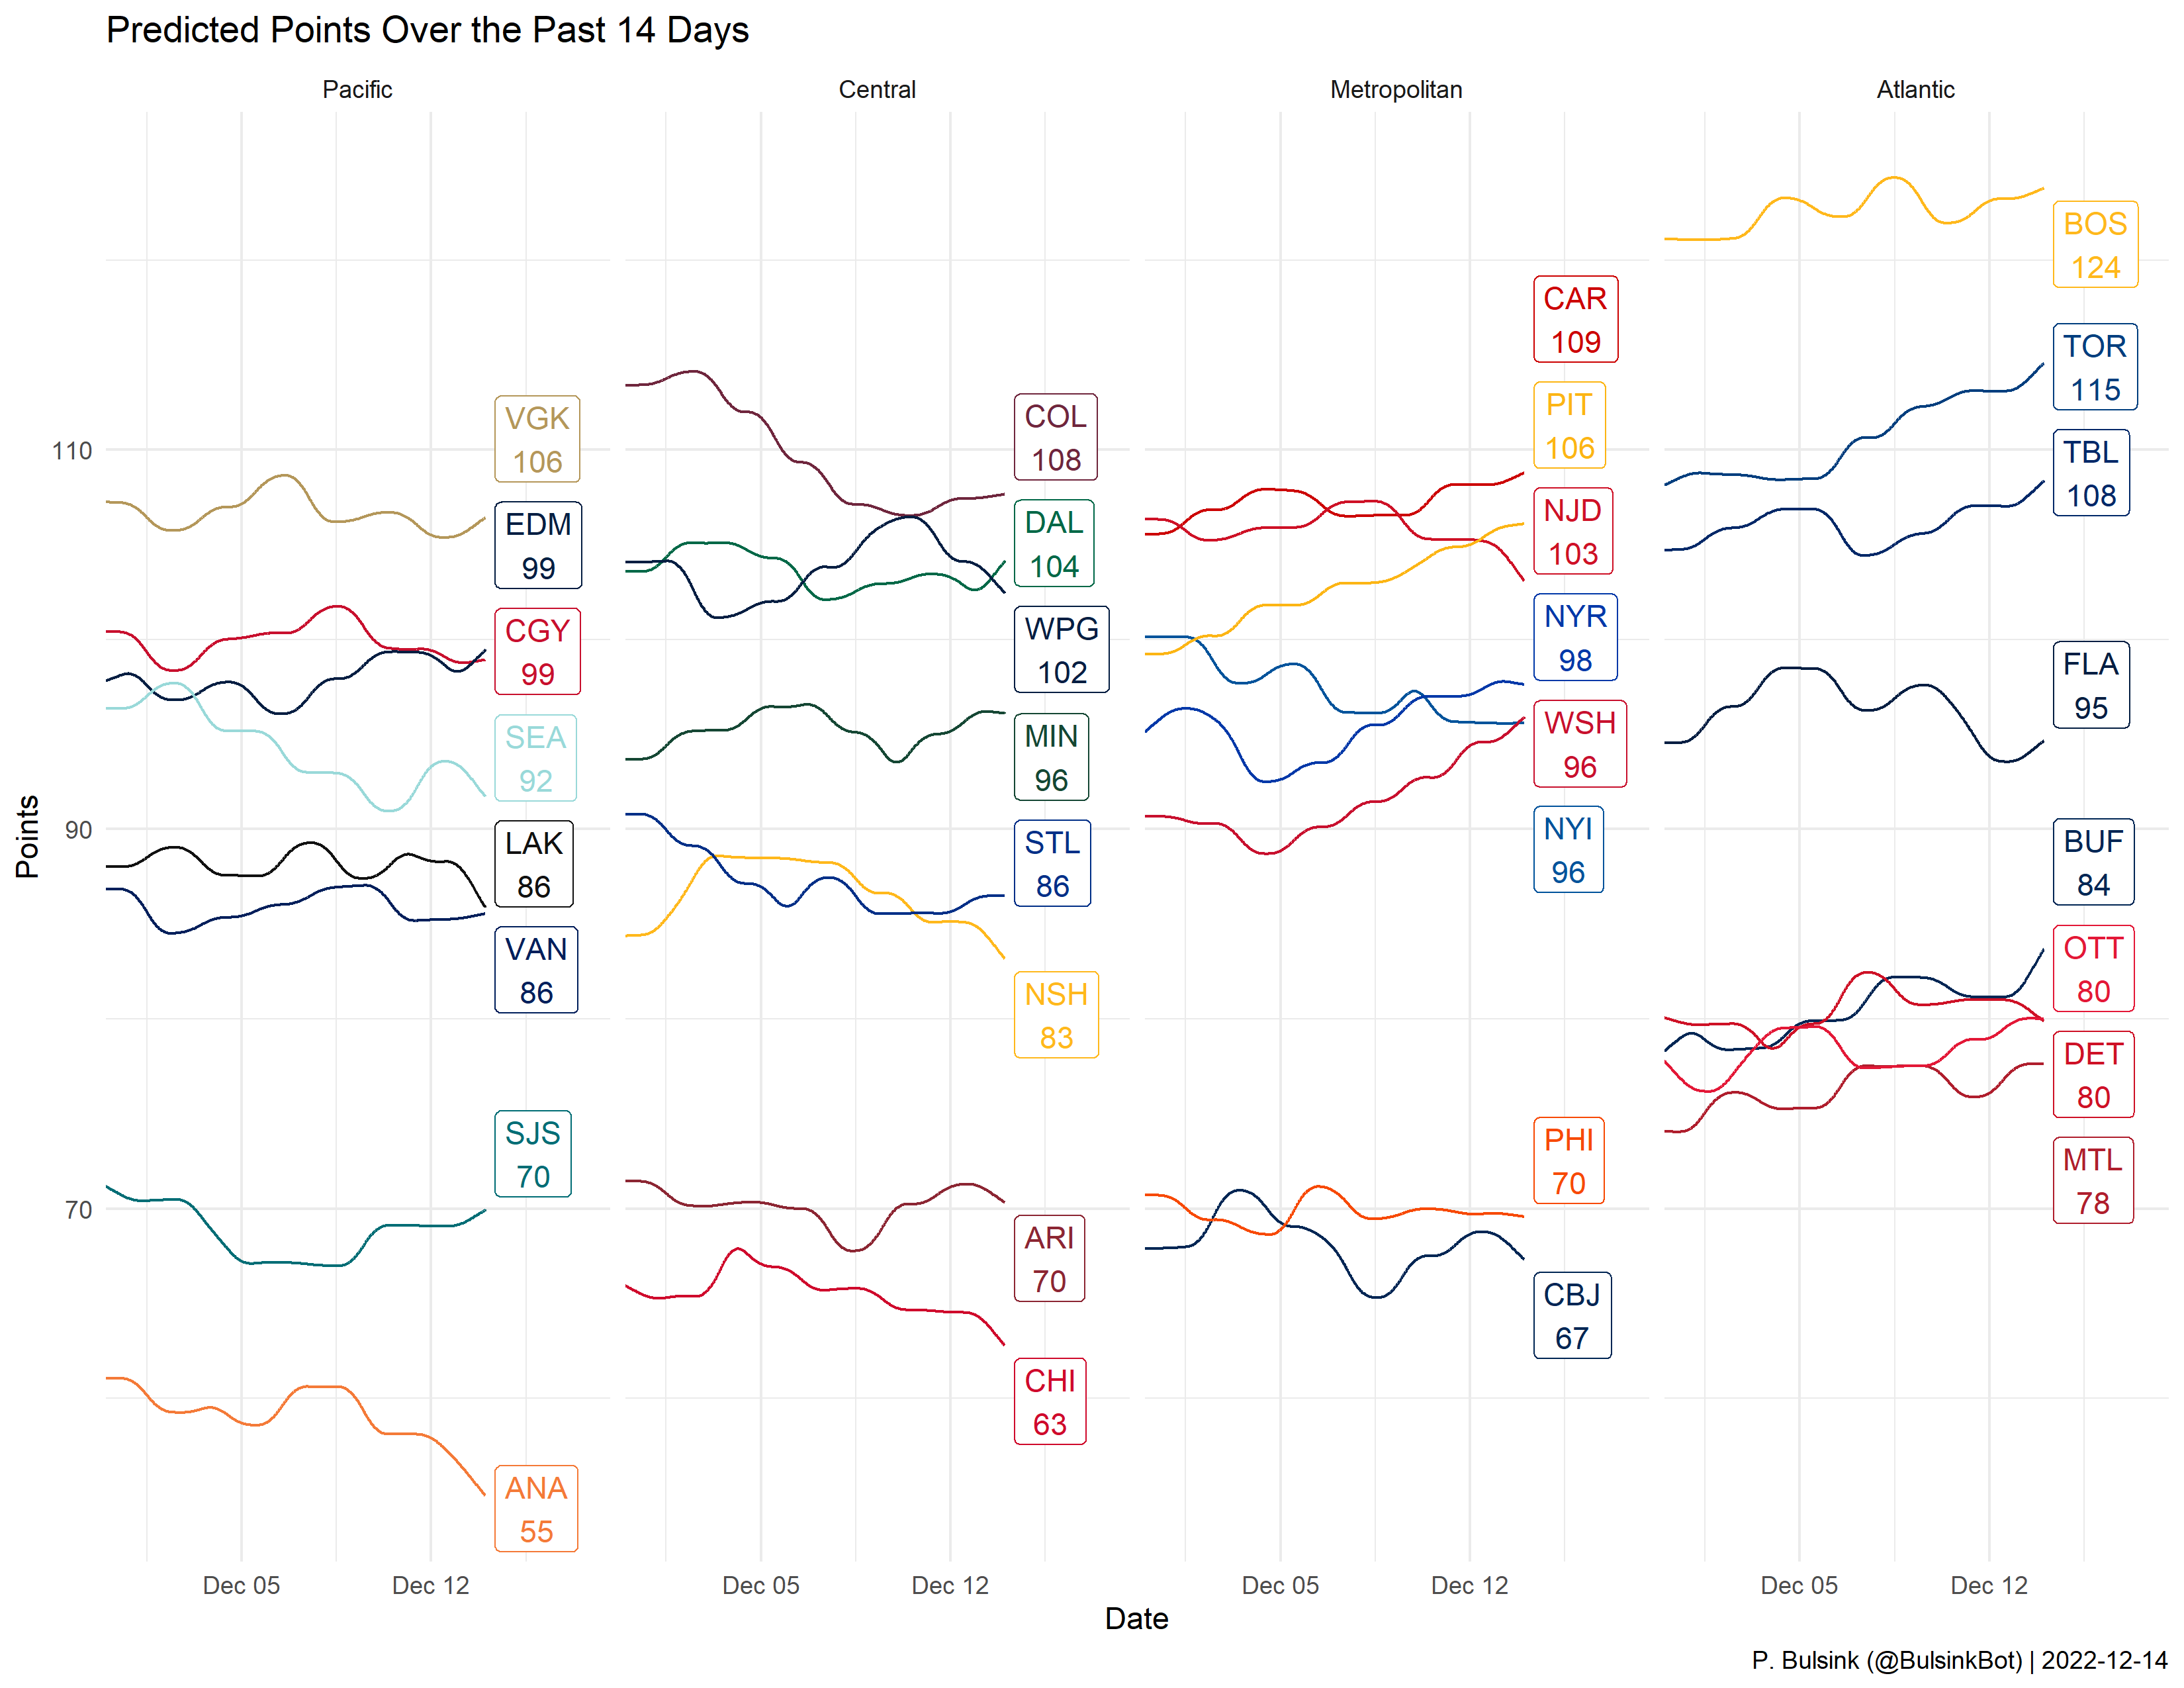 Predicted Points Over the Past 14 Days
Pacific
Central
Metropolitan
Atlantic
Points
110
90
70
VGK
106
EDM
99
CGY
99
SEA
92
LAK
86
VAN
86
SJS
70
ANA
55
COL
108
DAL
104
WPG
102
MIN
96
STL
86
NSH
83
ARI
70
CHI
63
CAR
109
PIT
106
NJD
103
NYR
98
WSH
96
NYI
96
PHI
70
CBJ
67
BOS
124
TOR
115
TBL
108
FLA
95
BUF
84
OTT
80
DET
80
MTL
78
Dec 05
Dec 12
Dec 05
Dec 12
Dec 05
Dec 12
Dec 05
Dec 12
Date
P. Bulsink (@BulsinkBot) | 2022-12-14